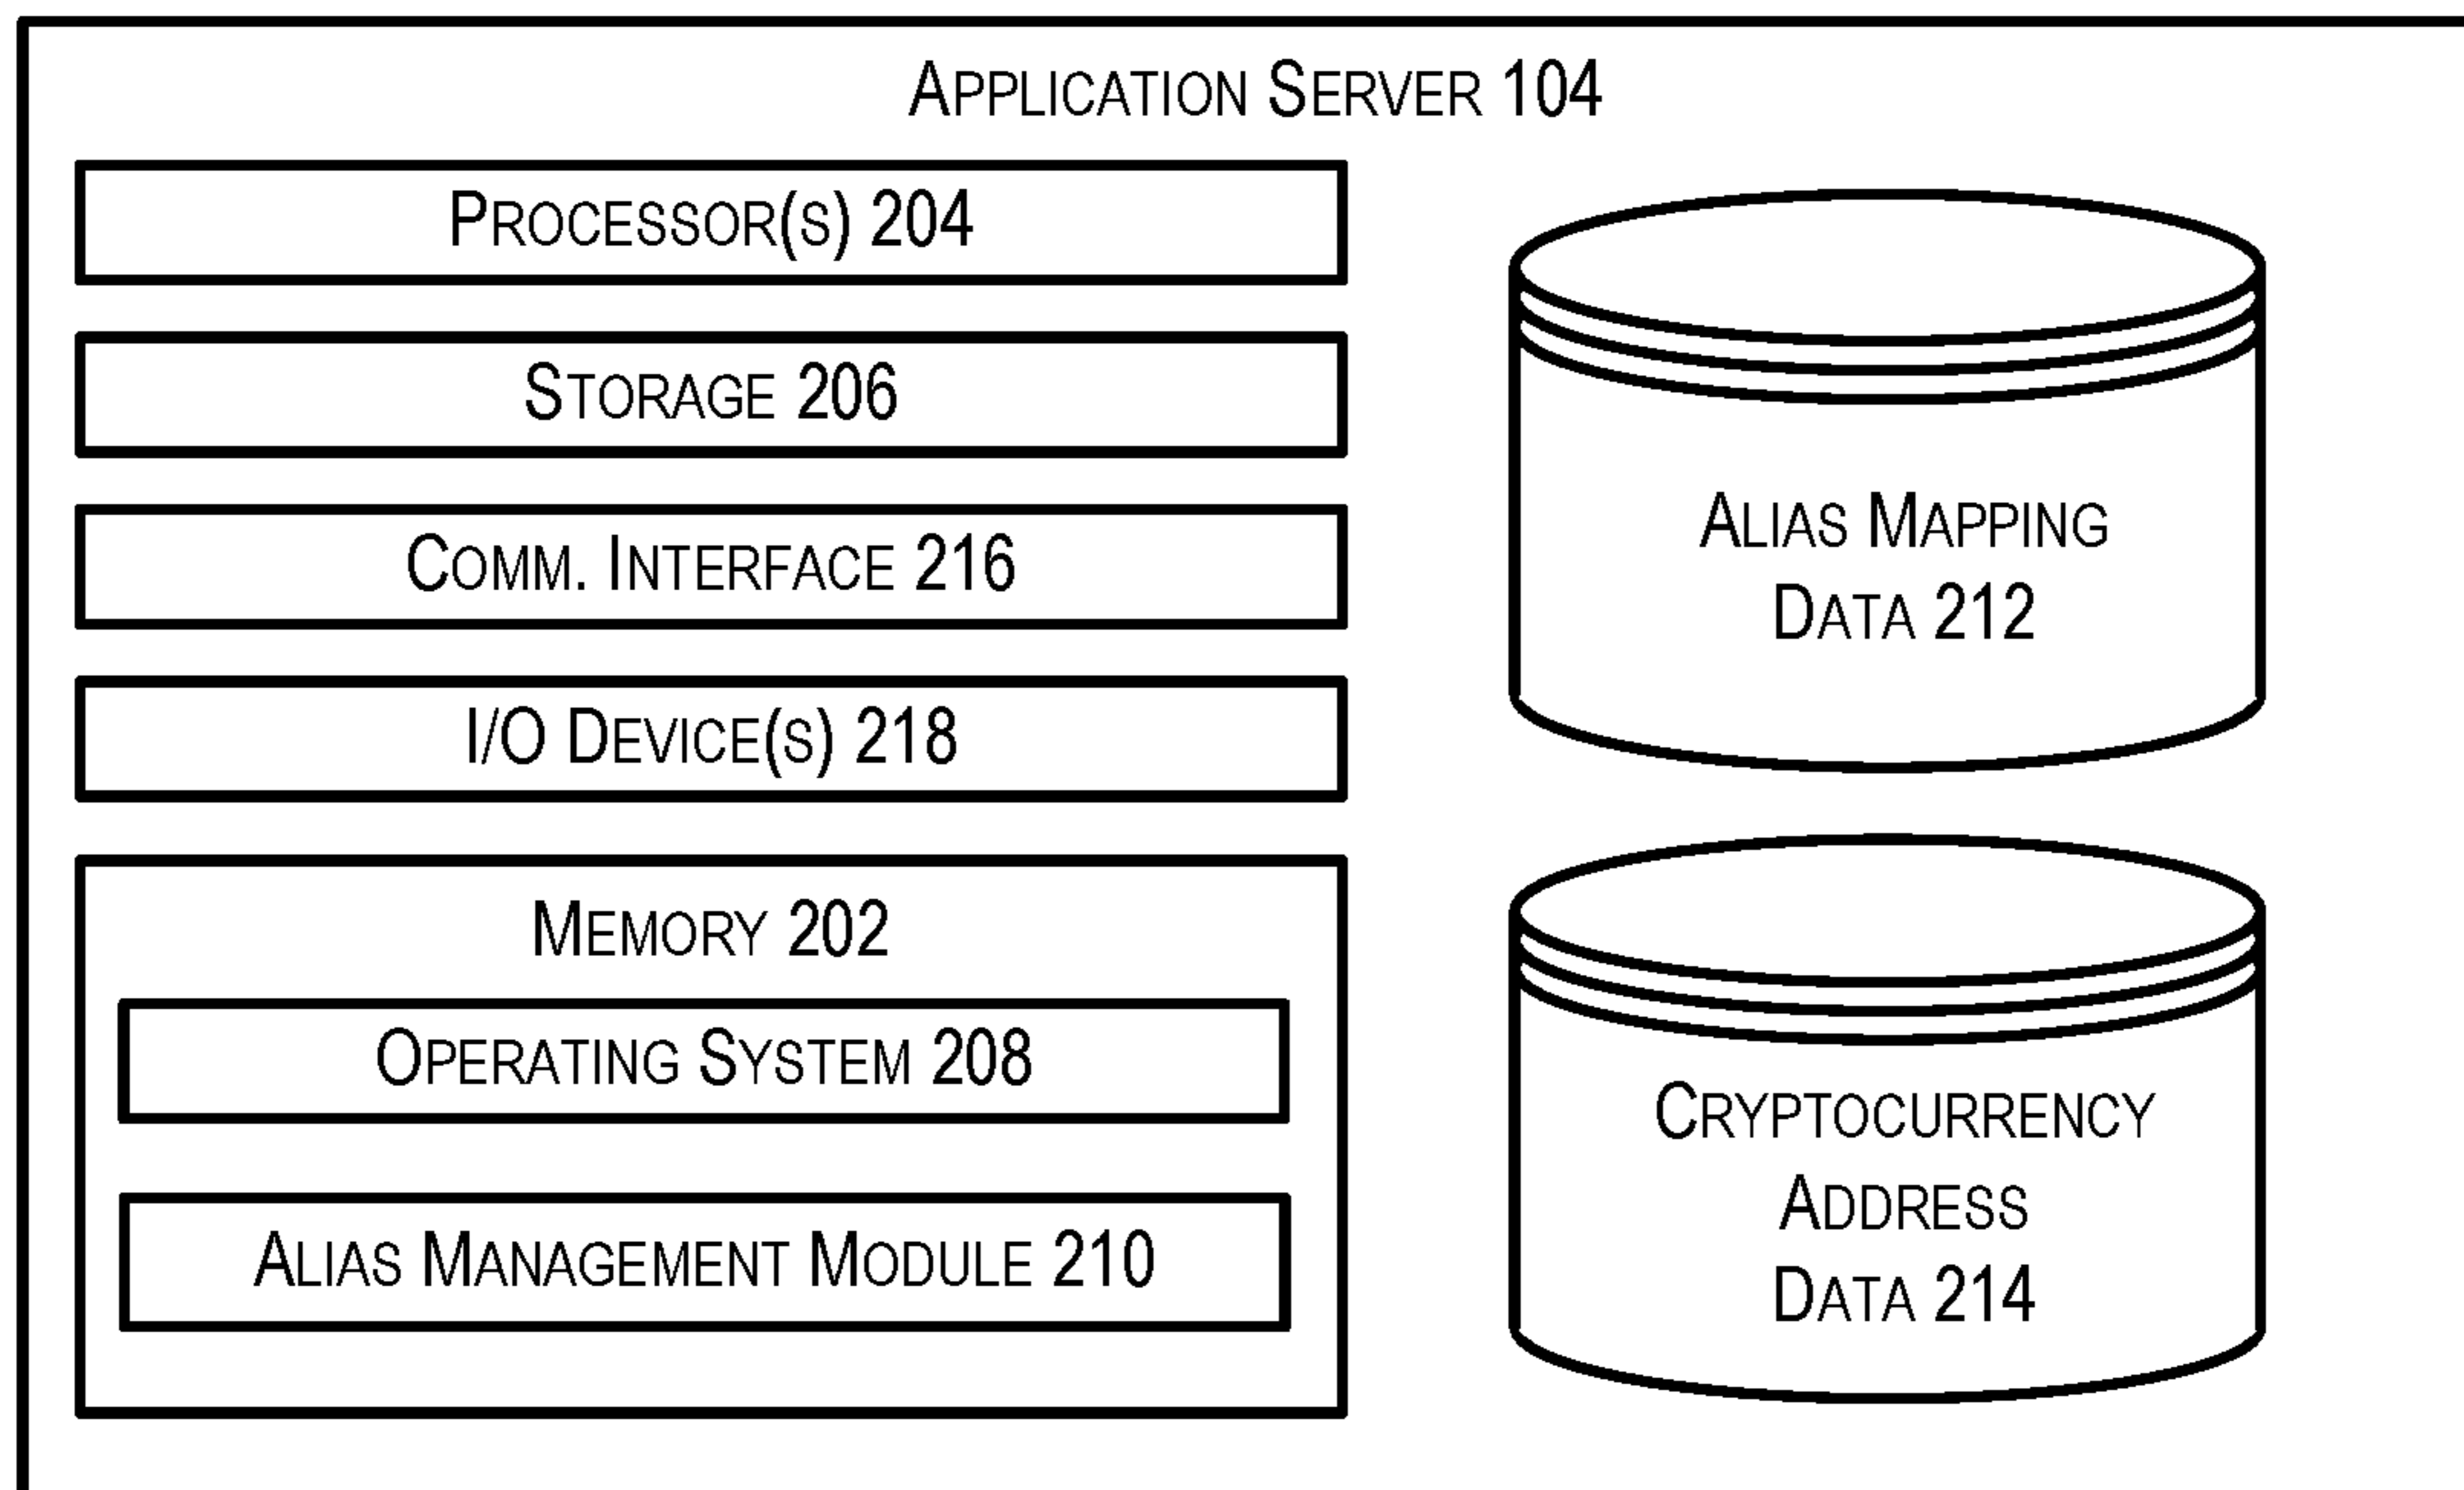 APPLICATION SERVER 104
PROCESSOR(S) 204
STORAGE 206
COMM. INTERFACE 216
I/O DEVICE(S) 218
MEMORY 202
OPERATING SYSTEM 208
ALIAS MANAGEMENT MODULE 210
ALIAS MAPPING
DATA 212
CRYPTOCURRENCY
ADDRESS
DATA 214